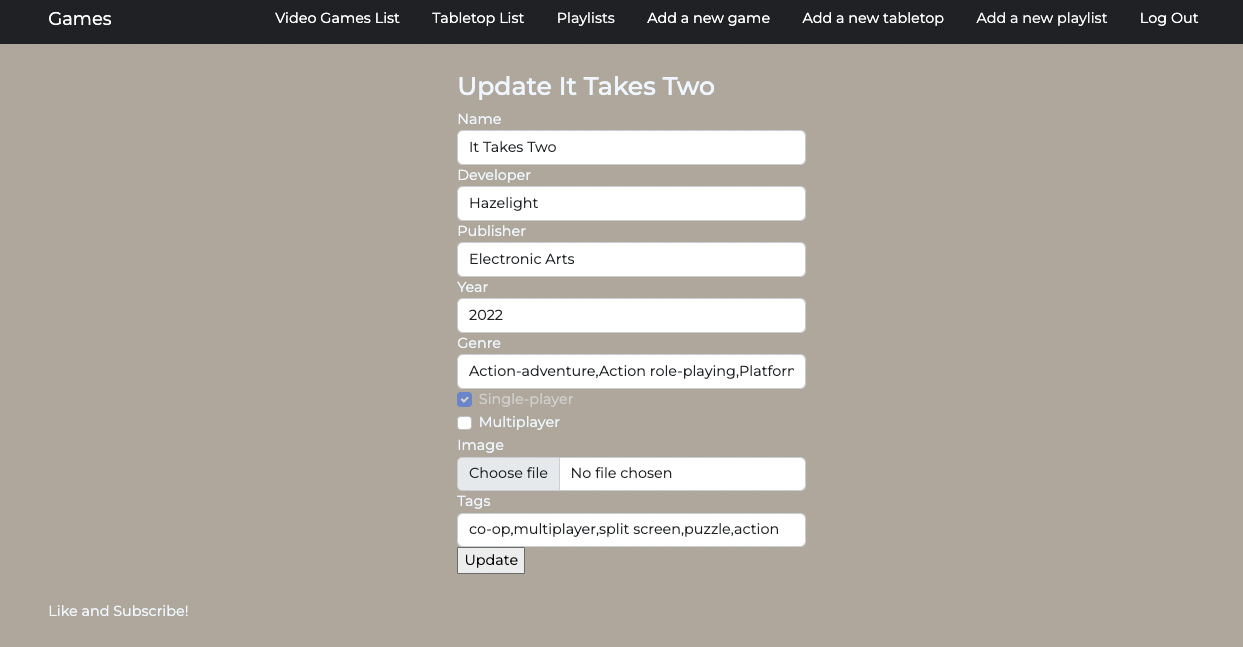 Games Video Games List Tabletop List Playlists Add a new game Add a new tabletop Add a new playlist Log Out
Update It Takes Two
Name
It Takes Two
Developer
Hazelight
Publisher
Electronic Arts
Year
2022
Genre
Action-adventure,Action role-playing,Platforn
Single-player
Multiplayer
Image
Choose file No file chosen
Tags
co-op,multiplayer,split screen,puzzle,action
Update
Like and Subscribe!